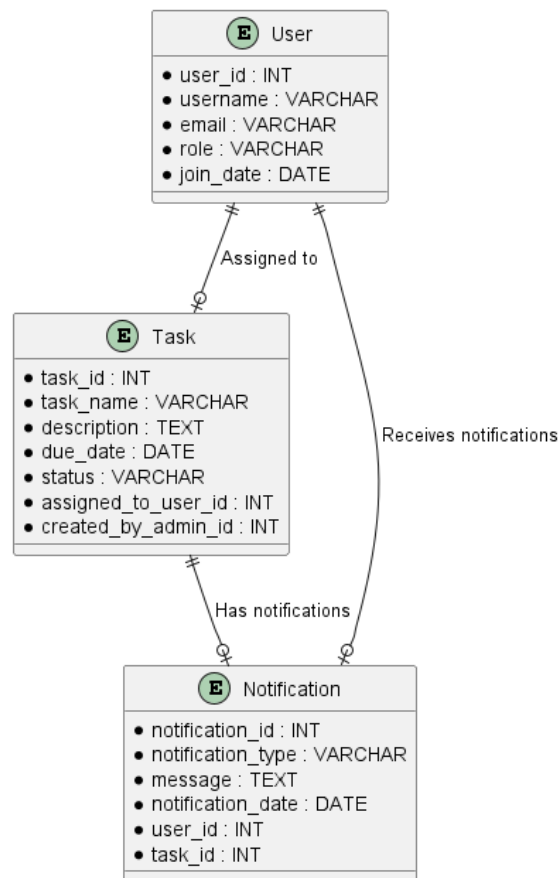 E User
user_id : INT
username : VARCHAR
email : VARCHAR
role : VARCHAR
join_date : DATE
Assigned to
E Task
task_id : INT
task_name : VARCHAR
description : TEXT
due_date : DATE
status : VARCHAR
assigned_to_user_id : INT
created_by_admin_id : INT
Receives notifications
Has notifications
E Notification
notification_id : INT
notification_type : VARCHAR
message : TEXT
notification_date : DATE
user_id : INT
task_id : INT